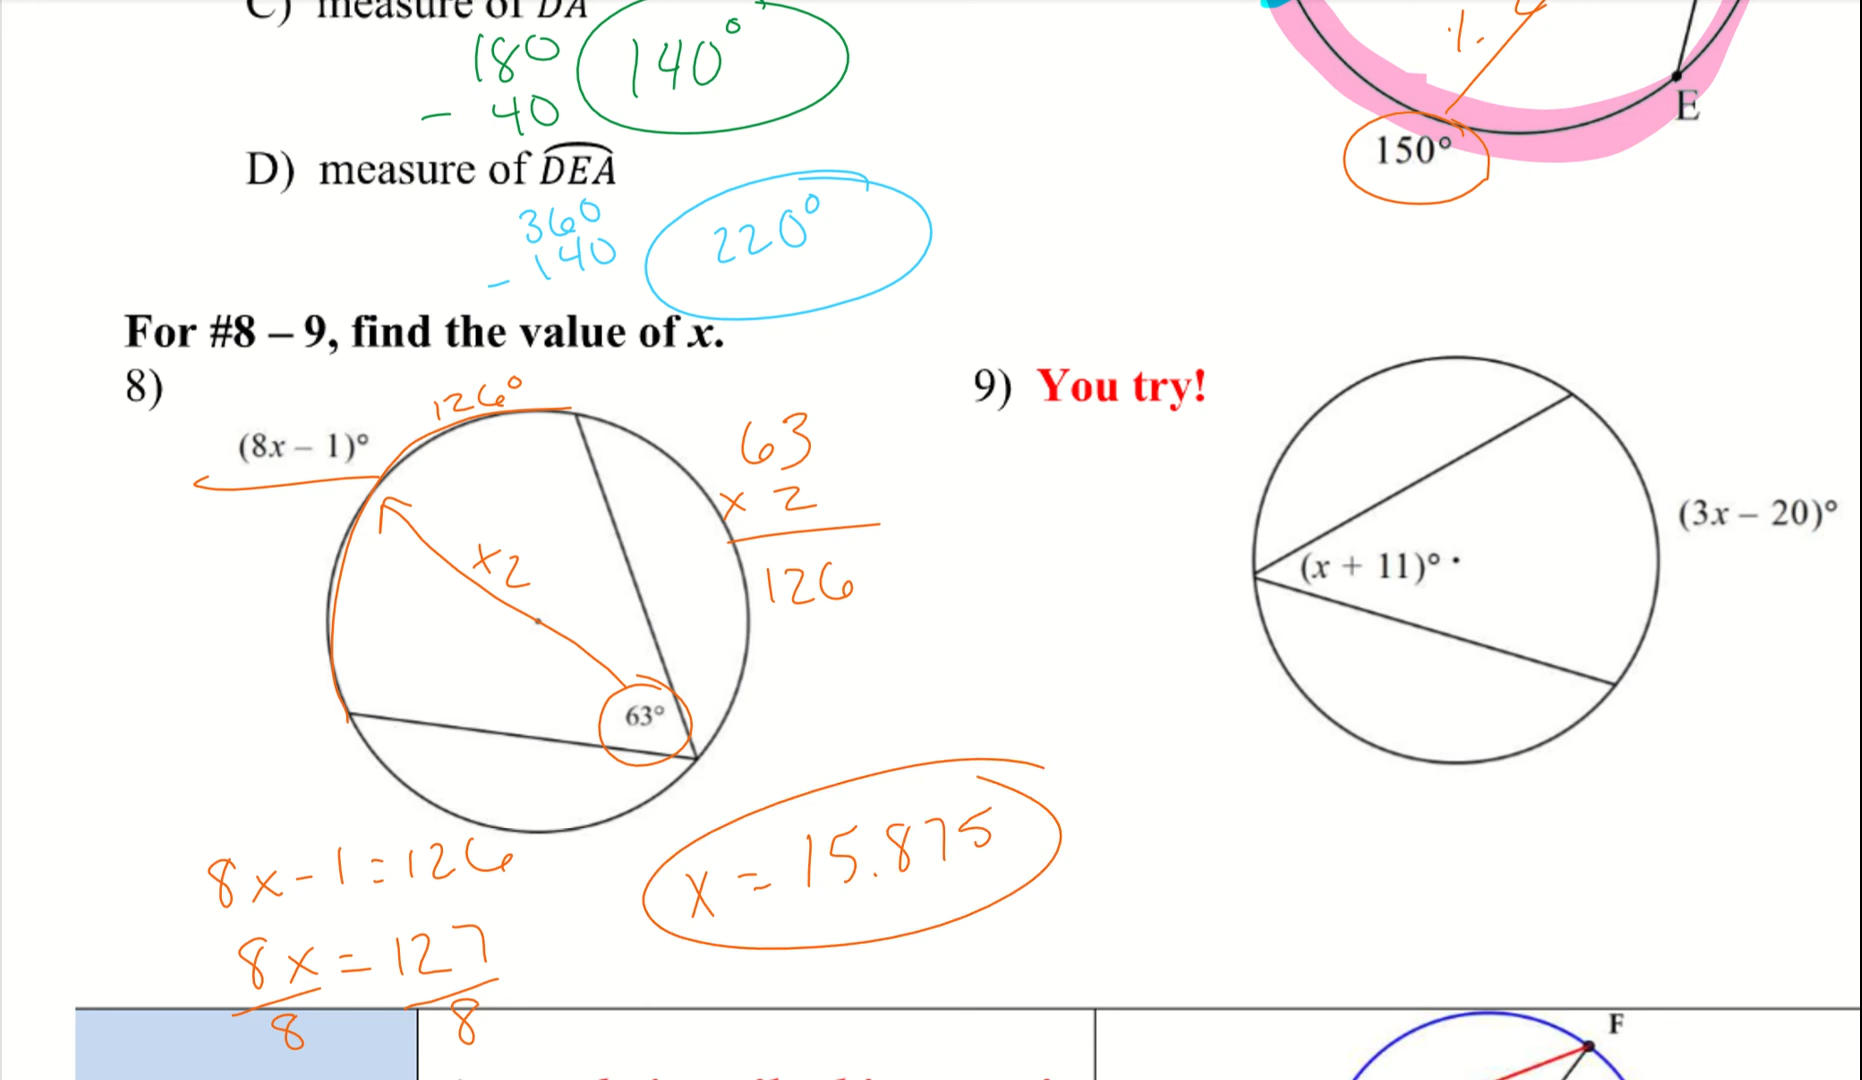 C) measure of DA
180
- 40
140°
D) measure of DEA
360
- 140
220°
150°
E
For #8 – 9, find the value of x.
8)
126°
(8x – 1)°
x2
63°
63
x 2
126
8x - 1 = 126
8x = 127
8 8
x = 15.875
9) You try!
(x + 11)°
(3x – 20)°
F